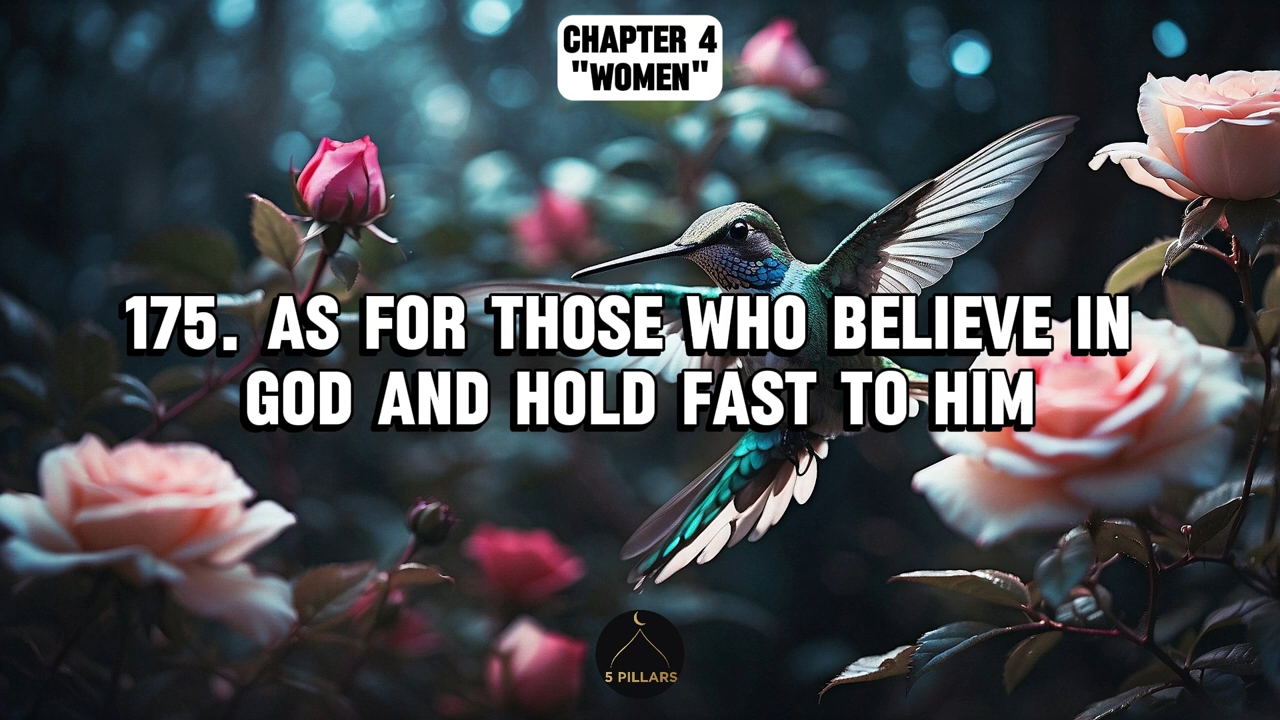 CHAPTER 4
"WOMEN"
175. AS FOR THOSE WHO BELIEVE IN
GOD AND HOLD FAST TO HIM
5 PILLARS